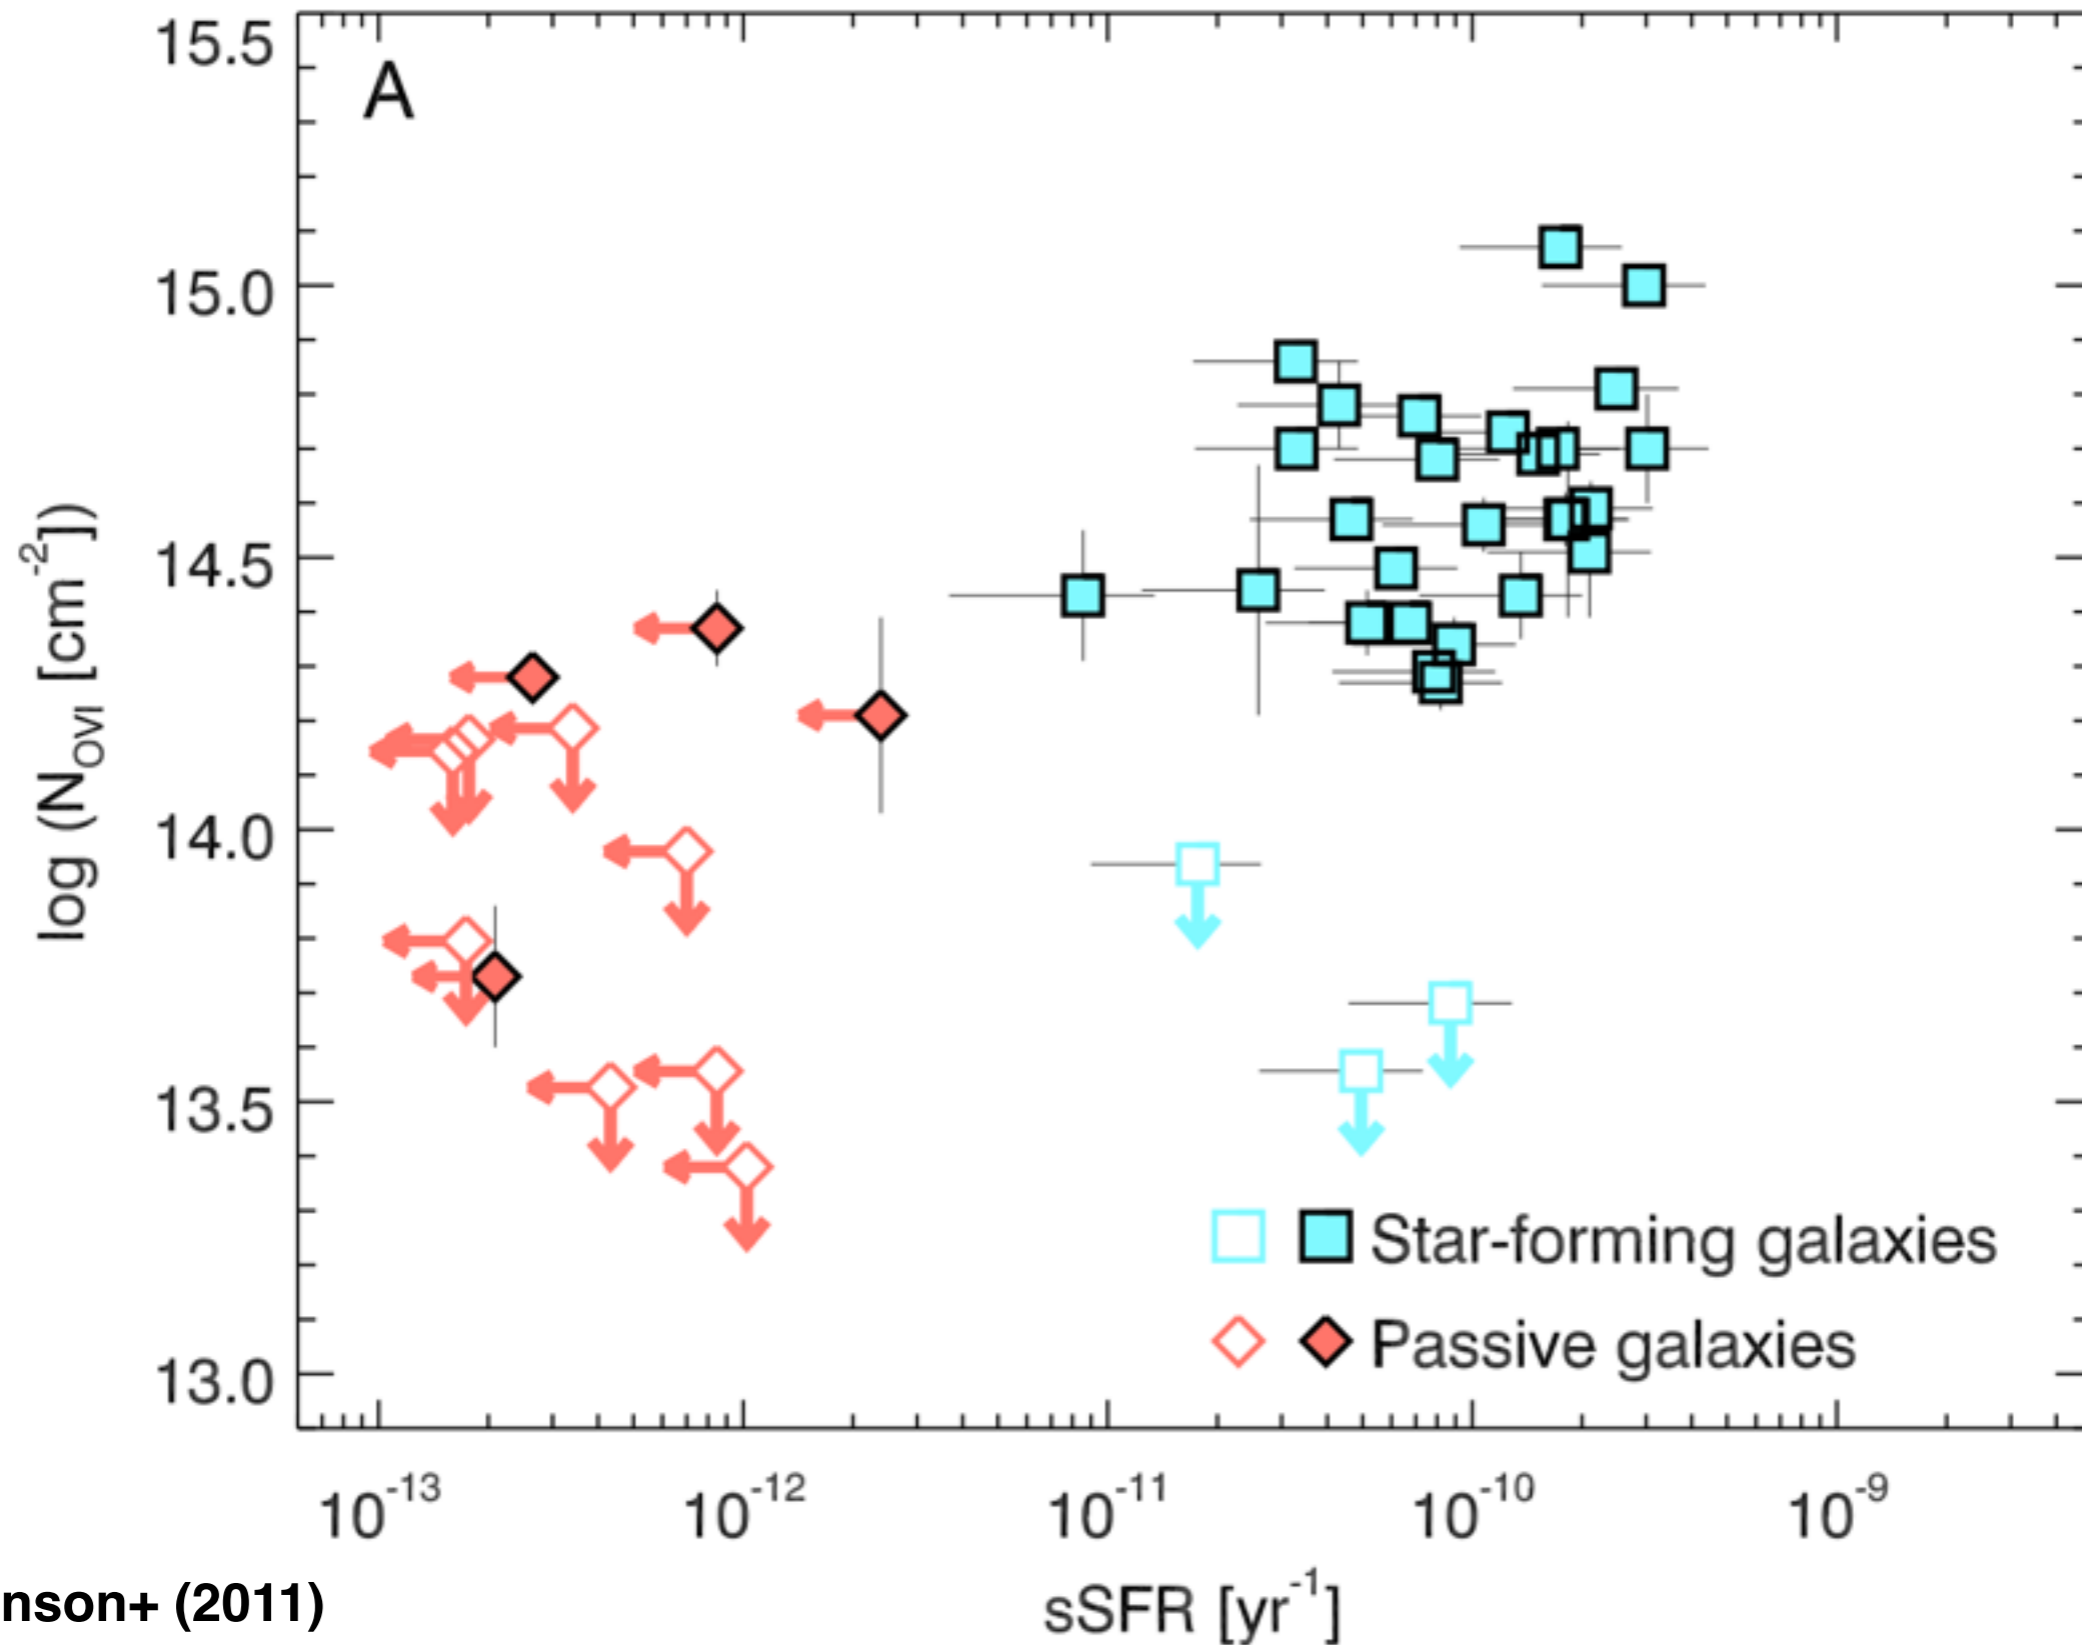 A
15.5
15.0
14.5
14.0
13.5
13.0
log (N_OVI [cm^-2])
Star-forming galaxies
Passive galaxies
10^-13 10^-12 10^-11 10^-10 10^-9
sSFR [yr^-1]
nson+ (2011)